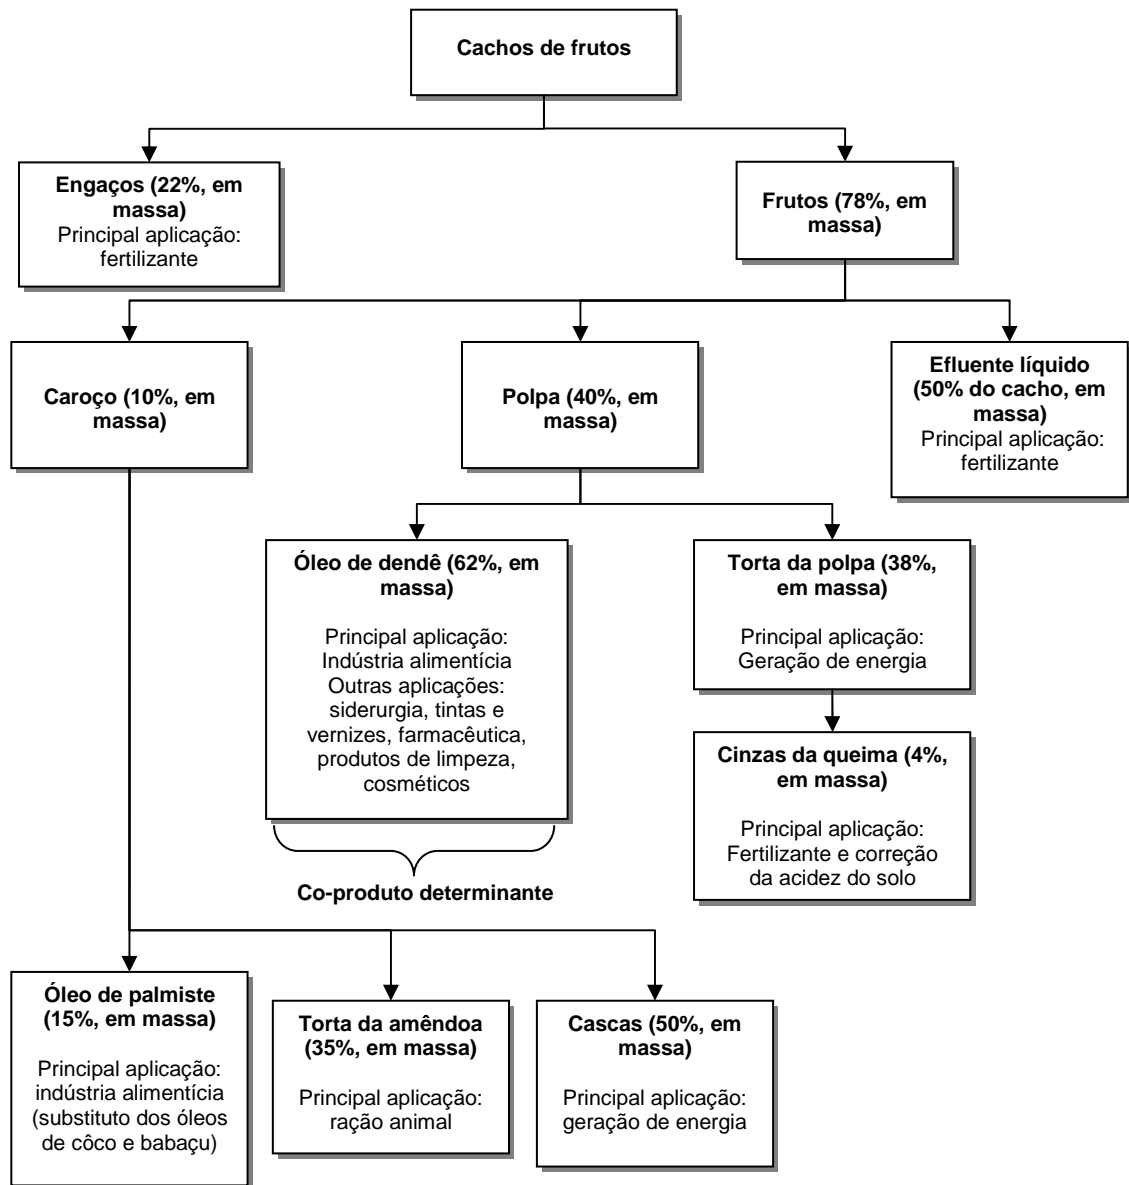 Cachos de frutos
Engaços (22%, em
massa)
Principal aplicação:
fertilizante
Frutos (78%, em
massa)
Caroço (10%, em
massa)
Polpa (40%, em
massa)
Efluente líquido
(50% do cacho, em
massa)
Principal aplicação:
fertilizante
Óleo de dendê (62%, em
massa)
Principal aplicação:
Indústria alimentícia
Outras aplicações:
siderurgia, tintas e
vernizes, farmacêutica,
produtos de limpeza,
cosméticos
Torta da polpa (38%,
em massa)
Principal aplicação:
Geração de energia
Cinzas da queima (4%,
em massa)
Principal aplicação:
Fertilizante e correção
da acidez do solo
Co-produto determinante
Óleo de palmiste
(15%, em massa)
Principal aplicação:
indústria alimentícia
(substituto dos óleos
de côco e babaçu)
Torta da amêndoa
(35%, em massa)
Principal aplicação:
ração animal
Cascas (50%, em
massa)
Principal aplicação:
geração de energia